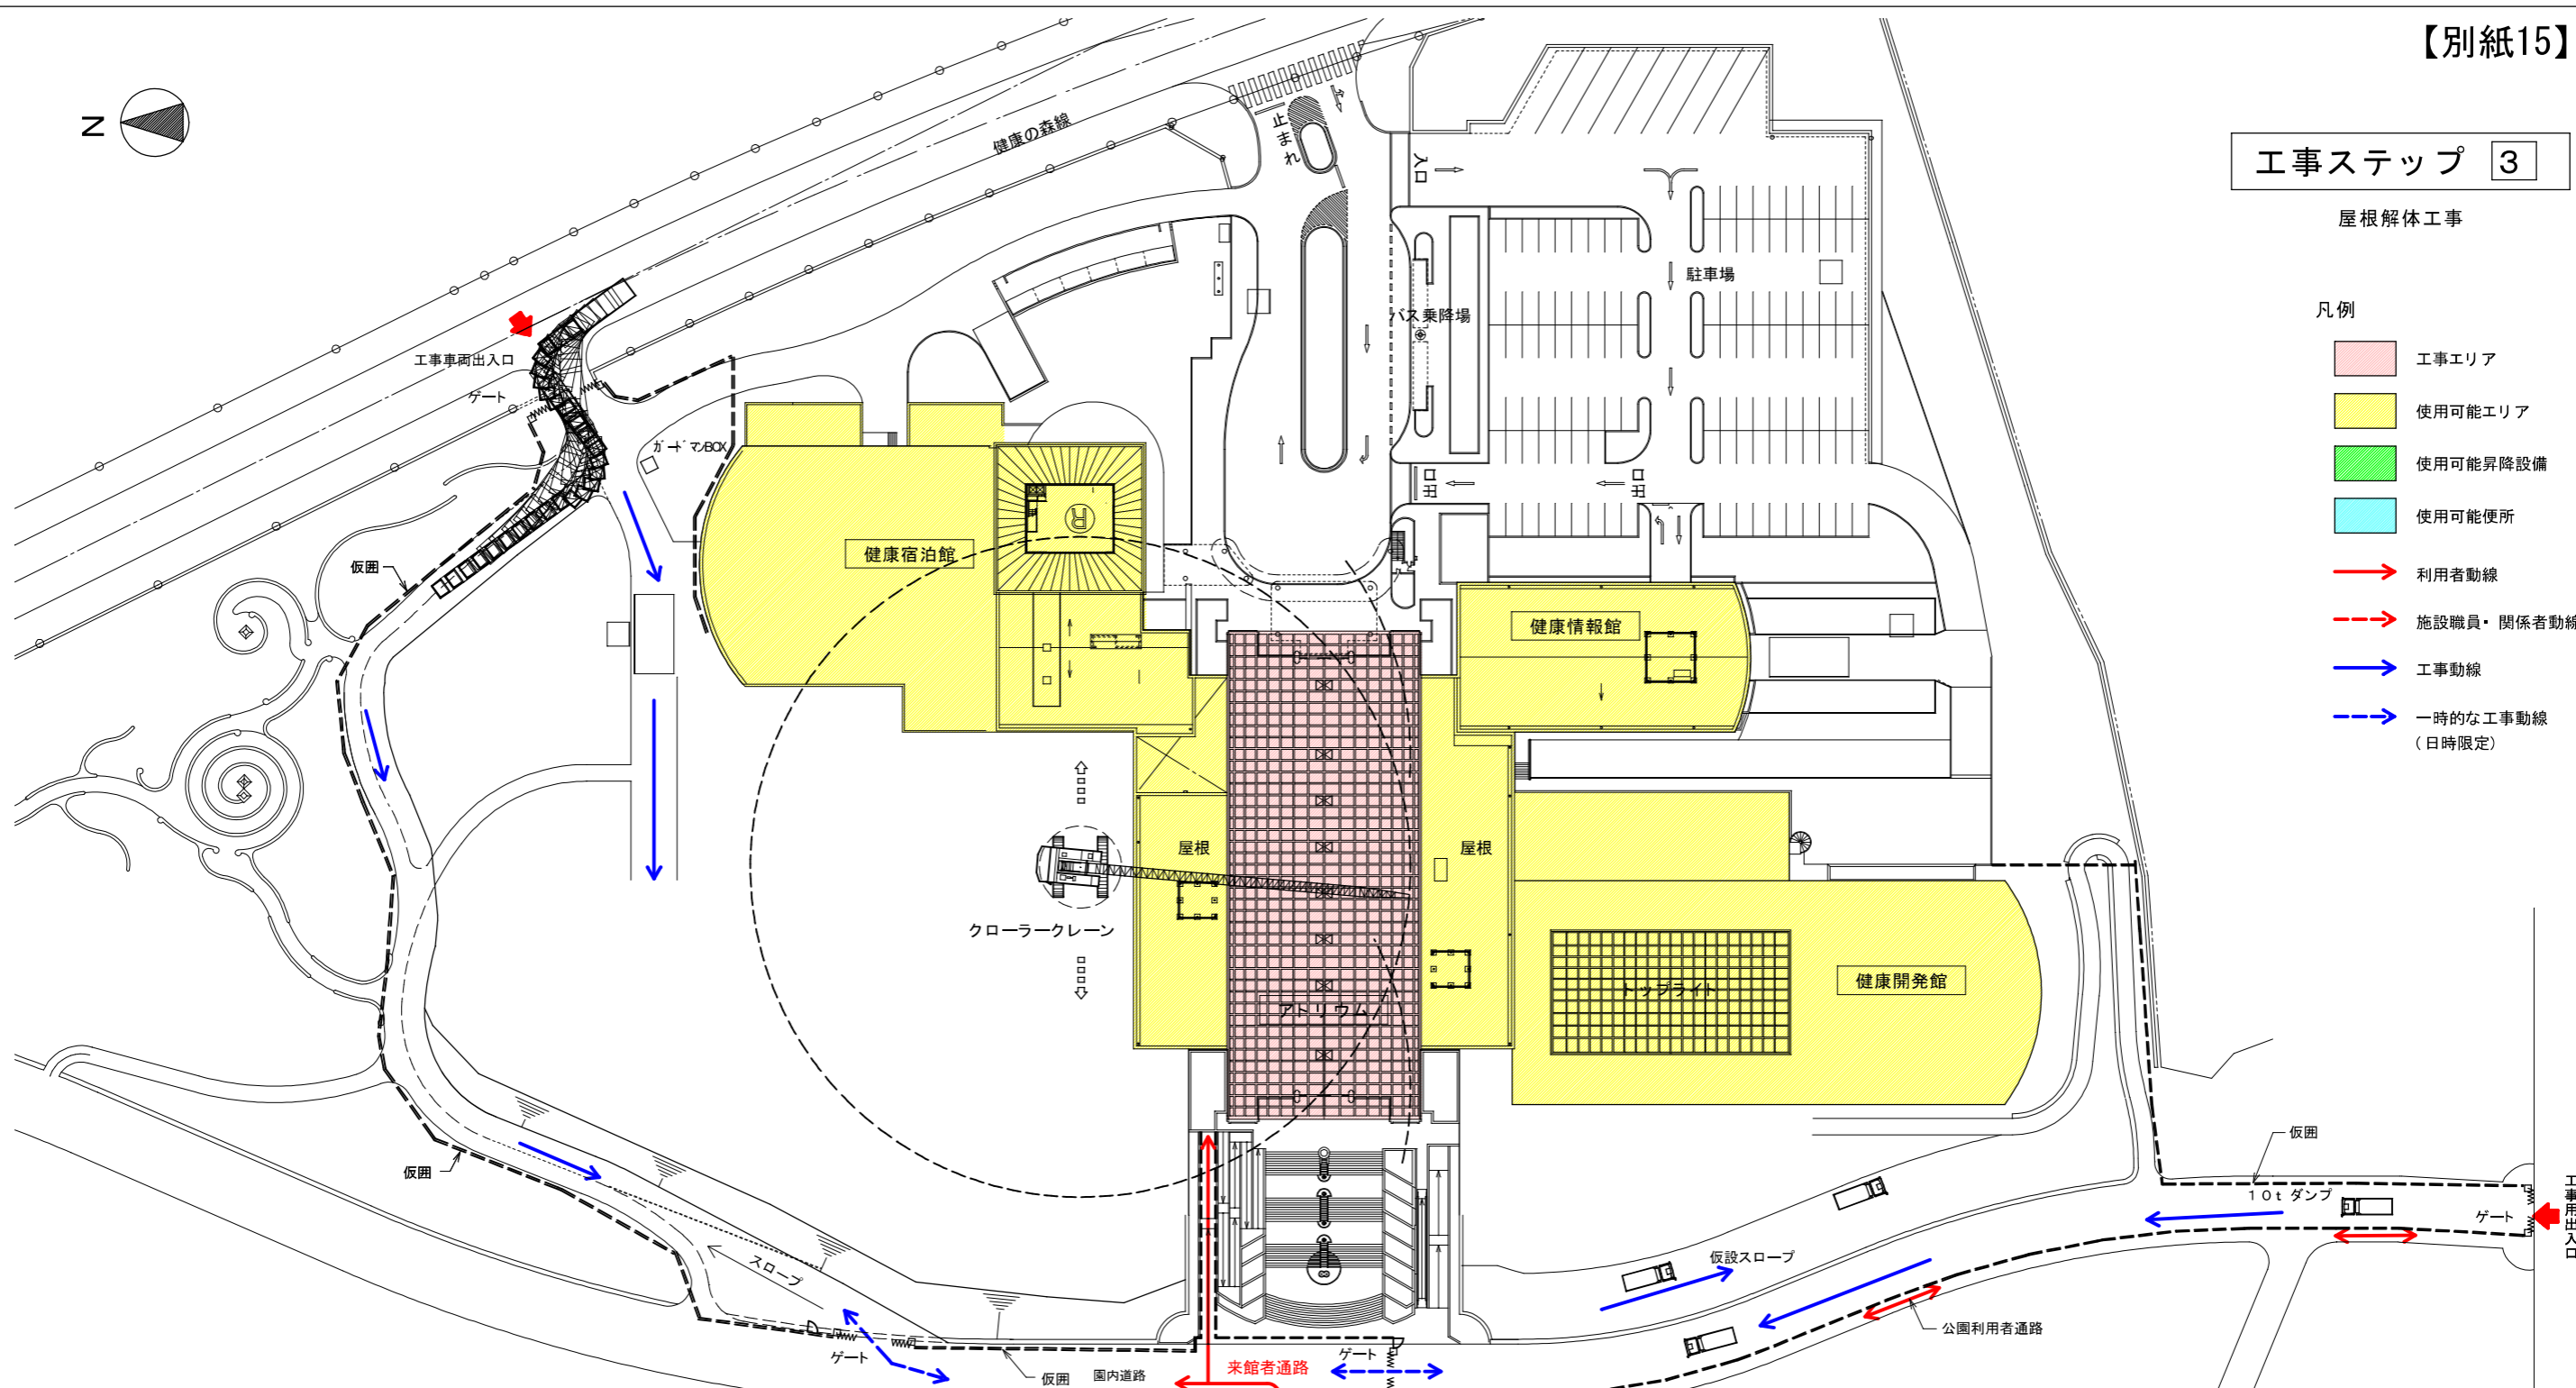 【別紙15】
N
工事ステップ 3
屋根解体工事
凡例
工事エリア
使用可能エリア
使用可能昇降設備
使用可能便所
利用者動線
施設職員・関係者動線
工事動線
一時的な工事動線
(日時限定)
健康の森線
止まれ
入口
駐車場
バス乗降場
出口
出口
工事車両出入口
ゲート
ガードマンBOX
仮囲
健康宿泊館
R
健康情報館
屋根
屋根
クローラークレーン
アトリウム
トップライト
健康開発館
仮囲
仮囲
10tダンプ
ゲート
工事用出入口
スロープ
仮設スロープ
公園利用者通路
ゲート
仮囲
園内道路
来館者通路
ゲート